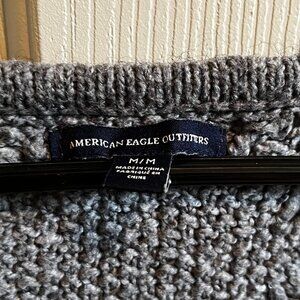 AMERICAN EAGLE OUTFITTERS
M/M
MADE IN CHINA
FABRIQUÉ EN
CHINE